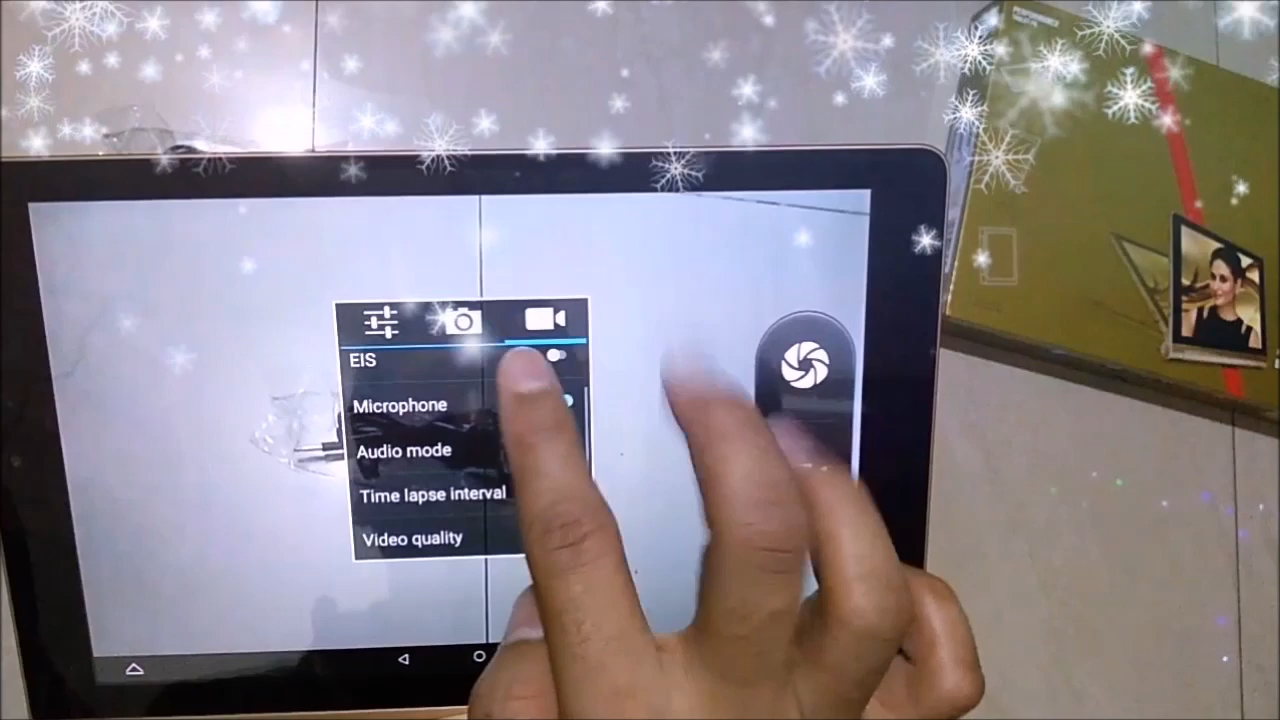 EIS
Microphone
Audio mode
Time lapse interval
Video quality